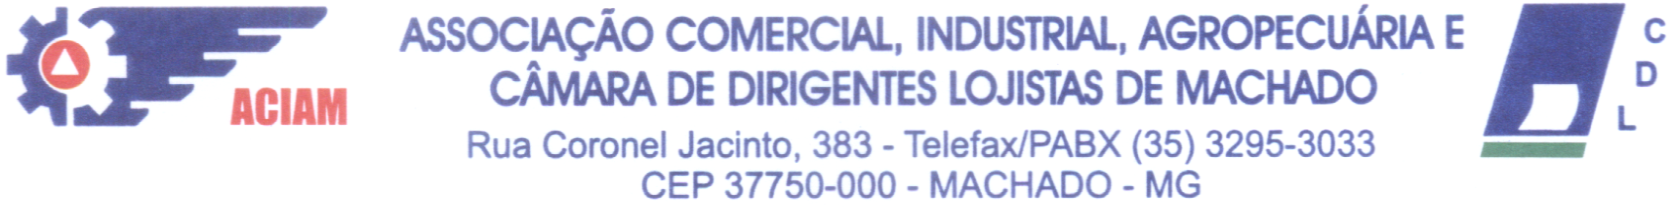 ACIAM
ASSOCIAÇÃO COMERCIAL, INDUSTRIAL, AGROPECUÁRIA E
CÂMARA DE DIRIGENTES LOJISTAS DE MACHADO
Rua Coronel Jacinto, 383 - Telefax/PABX (35) 3295-3033
CEP 37750-000 - MACHADO - MG
C
D
L